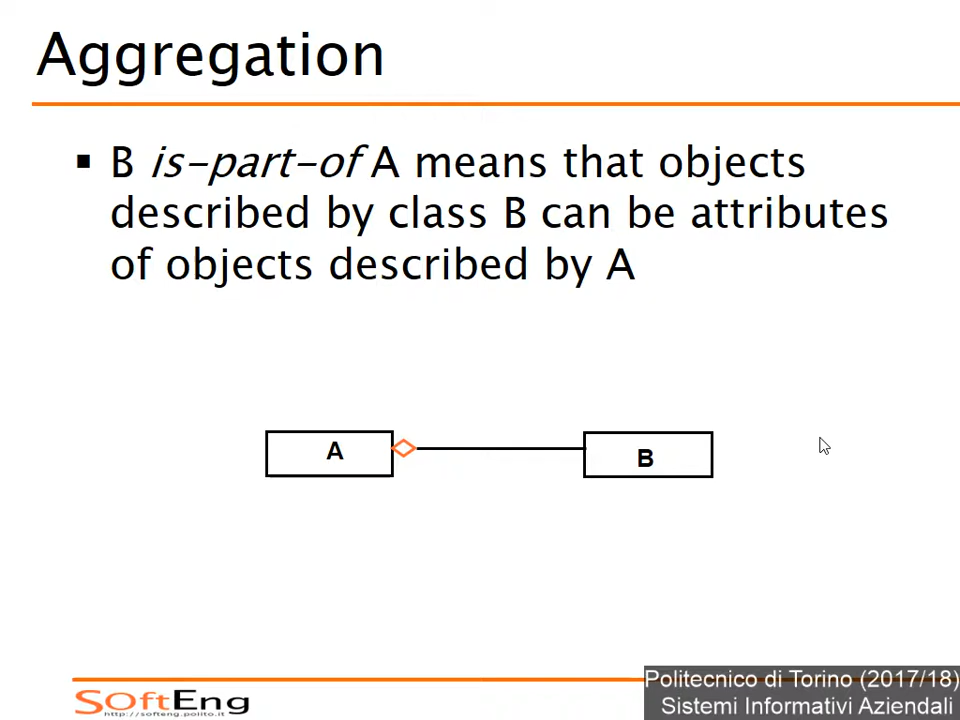 Aggregation
▪ B is-part-of A means that objects
described by class B can be attributes
of objects described by A
A
B
SOftEng
http://softeng.polito.it
Politecnico di Torino (2017/18)
Sistemi Informativi Aziendali